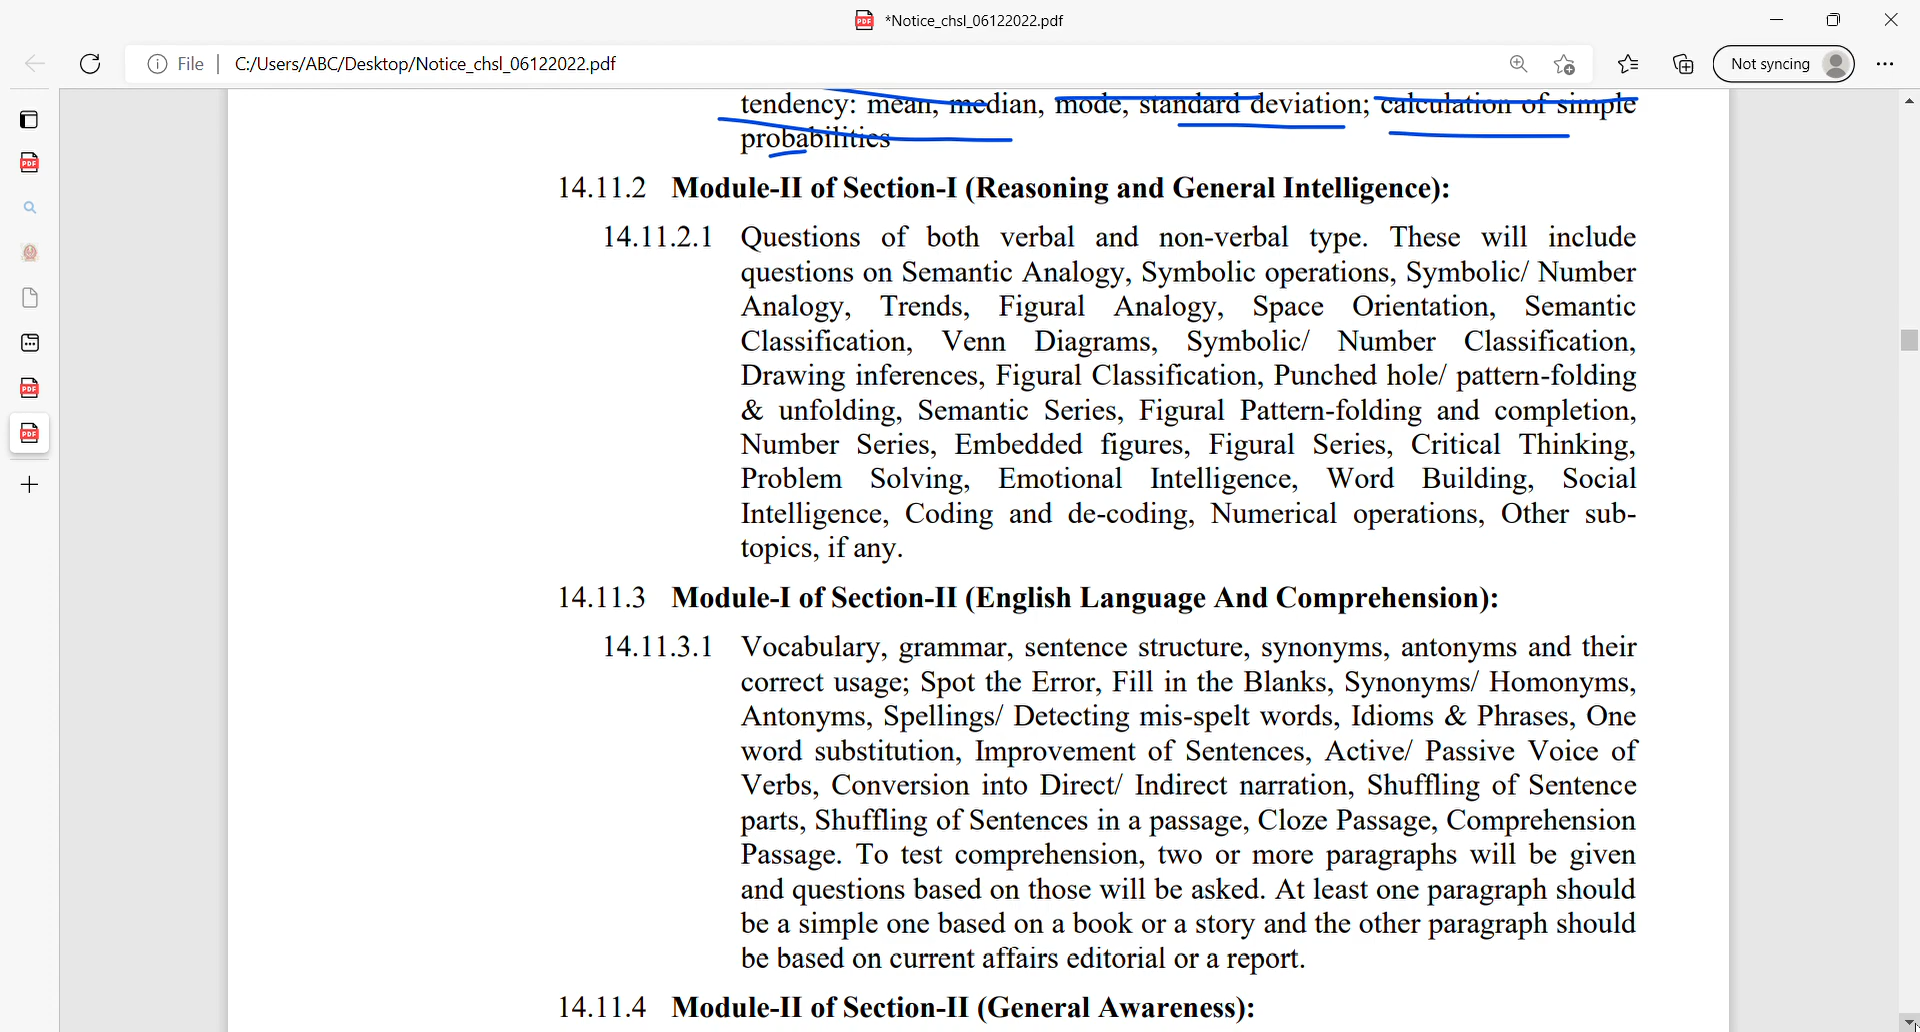 *Notice_chsl_06122022.pdf
File
C:/Users/ABC/Desktop/Notice_chsl_06122022.pdf
Not syncing
tendency: mean, median, mode, standard deviation; calculation of simple
probabilities
14.11.2 Module-II of Section-I (Reasoning and General Intelligence):
14.11.2.1 Questions of both verbal and non-verbal type. These will include
questions on Semantic Analogy, Symbolic operations, Symbolic/ Number
Analogy, Trends, Figural Analogy, Space Orientation, Semantic
Classification, Venn Diagrams, Symbolic/ Number Classification,
Drawing inferences, Figural Classification, Punched hole/ pattern-folding
& unfolding, Semantic Series, Figural Pattern-folding and completion,
Number Series, Embedded figures, Figural Series, Critical Thinking,
Problem Solving, Emotional Intelligence, Word Building, Social
Intelligence, Coding and de-coding, Numerical operations, Other sub-
topics, if any.
14.11.3 Module-I of Section-II (English Language And Comprehension):
14.11.3.1 Vocabulary, grammar, sentence structure, synonyms, antonyms and their
correct usage; Spot the Error, Fill in the Blanks, Synonyms/ Homonyms,
Antonyms, Spellings/ Detecting mis-spelt words, Idioms & Phrases, One
word substitution, Improvement of Sentences, Active/ Passive Voice of
Verbs, Conversion into Direct/ Indirect narration, Shuffling of Sentence
parts, Shuffling of Sentences in a passage, Cloze Passage, Comprehension
Passage. To test comprehension, two or more paragraphs will be given
and questions based on those will be asked. At least one paragraph should
be a simple one based on a book or a story and the other paragraph should
be based on current affairs editorial or a report.
14.11.4 Module-II of Section-II (General Awareness):